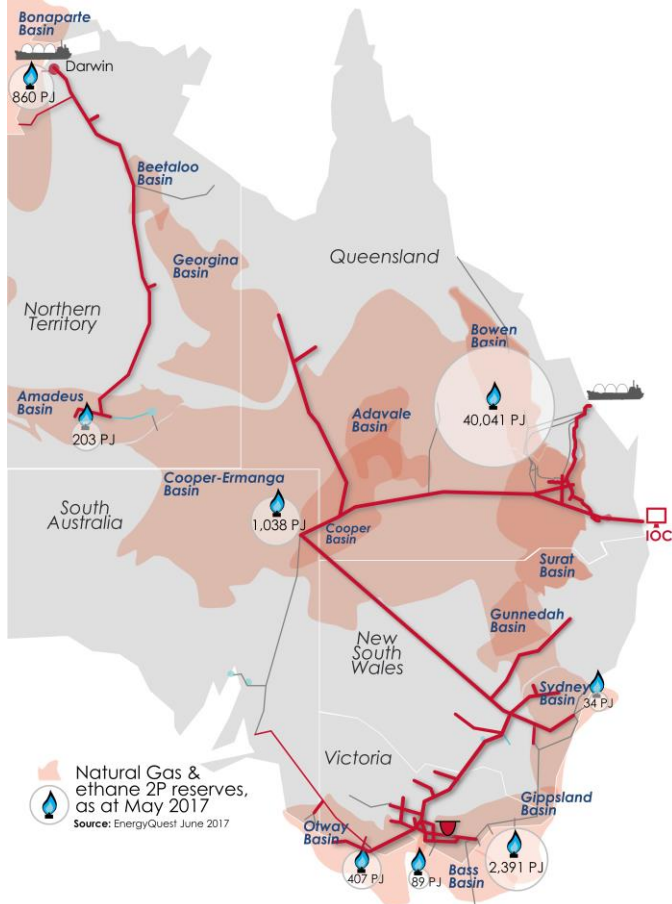 Bonaparte
Basin
Darwin
860 PJ
Beetaloo
Basin
Georgina
Basin
Queensland
Northern
Territory
Bowen
Basin
40,041 PJ
Amadeus
Basin
203 PJ
Adavale
Basin
Cooper-Ermanga
Basin
1,038 PJ
South
Australia
Cooper
Basin
IOC
Surat
Basin
Gunnedah
Basin
New
South
Wales
Sydney
Basin
34 PJ
Victoria
Natural Gas &
ethane 2P reserves,
as at May 2017
Source: EnergyQuest June 2017
Gippsland
Basin
Otway
Basin
407 PJ
89 PJ
Bass
Basin
2,391 PJ